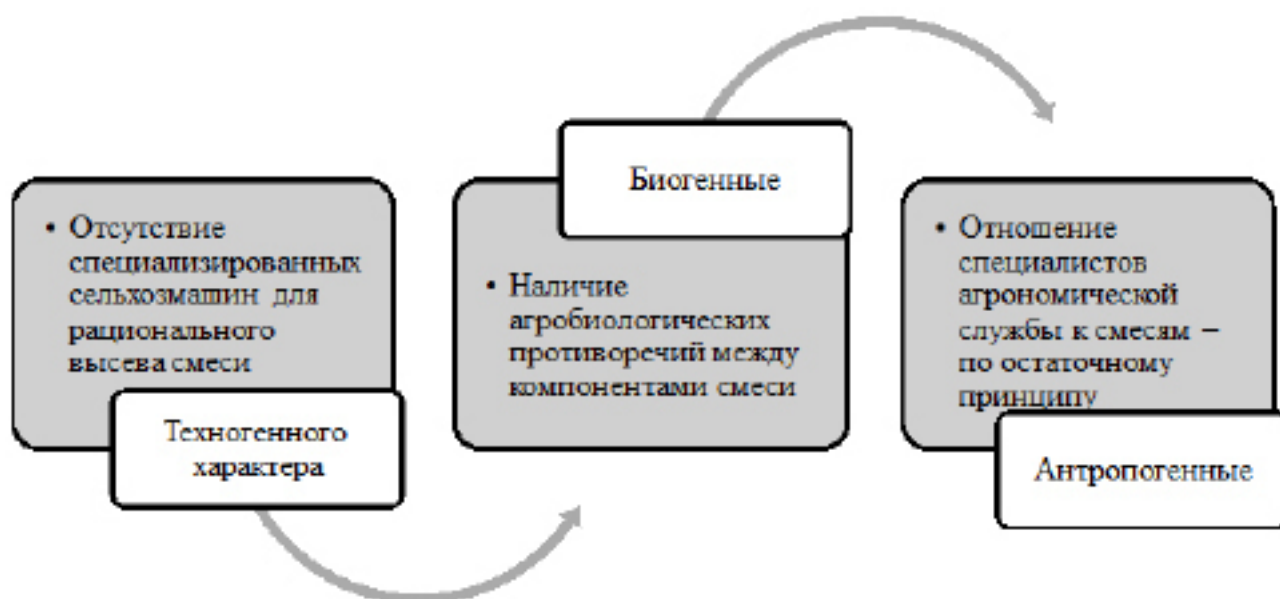 • Отсутствие
специализированных
сельхозмашин для
рационального
высева смеси
Техногенного
характера
Биогенные
• Наличие
агробиологических
противоречий между
компонентами смеси
• Отношение
специалистов
агрономической
службы к смесям –
по остаточному
принципу
Антропогенные